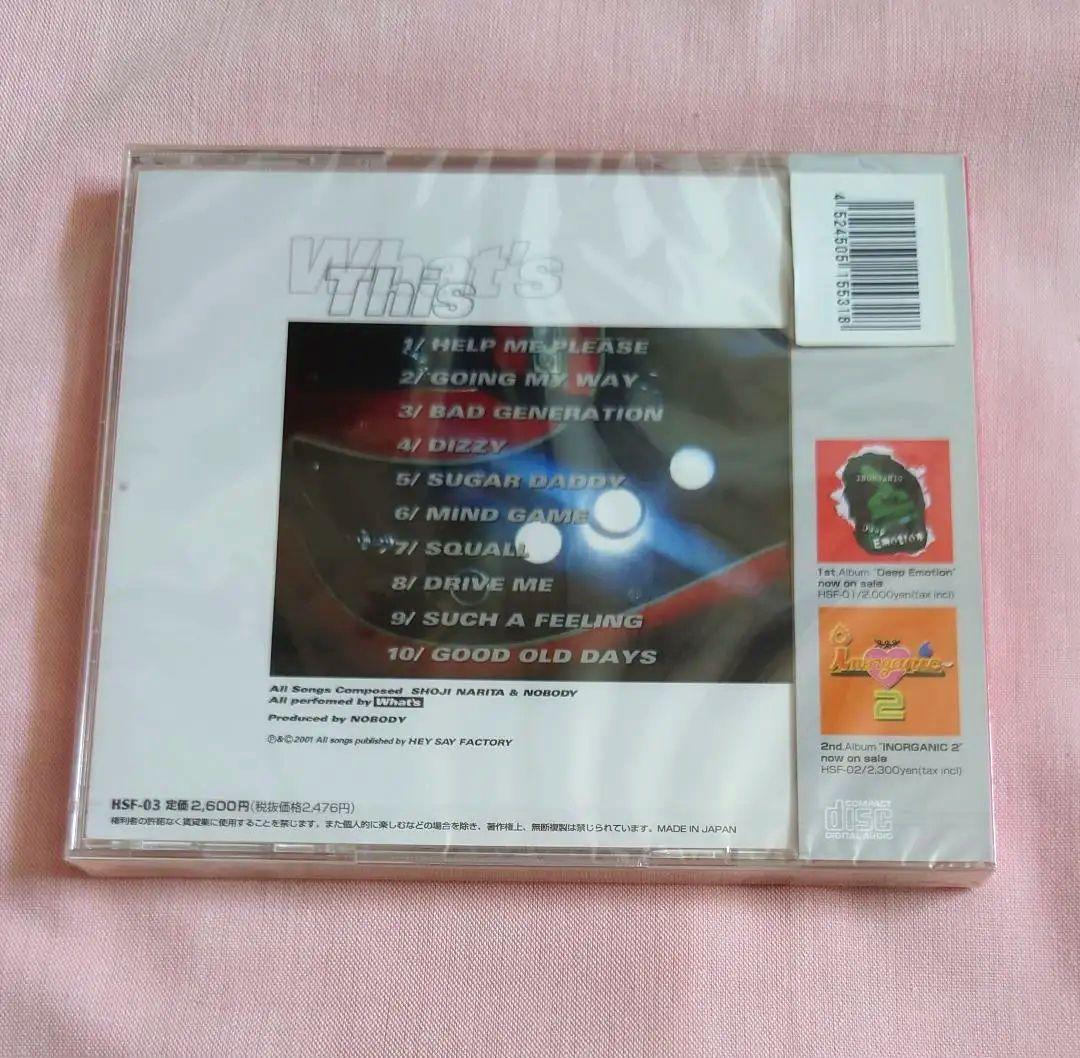 What's
This
1/ HELP ME PLEASE
2/ GOING MY WAY
3/ BAD GENERATION
4/ DIZZY
5/ SUGAR DADDY
6/ MIND GAME
7/ SQUALL
8/ DRIVE ME
9/ SUCH A FEELING
10/ GOOD OLD DAYS
All Songs Composed SHOJI NARITA & NOBODY
All perfomed by What's
Produced by NOBODY
℗&©2001 All songs published by HEY SAY FACTORY
HSF-03 定価2,600円(税抜価格2,476円)
権利者の許諾なく賃貸業に使用することを禁じます。また個人的に楽しむなどの場合を除き、著作権上、無断複製は禁じられています。 MADE IN JAPAN
4524505155318
INORGANIC
Deep
Emotion
1st.Album "Deep Emotion"
now on sale
HSF-01/2,000yen(tax incl)
inorganic
2
2nd.Album "INORGANIC 2"
now on sale
HSF-02/2,300yen(tax incl)
COMPACT
disc
DIGITAL AUDIO